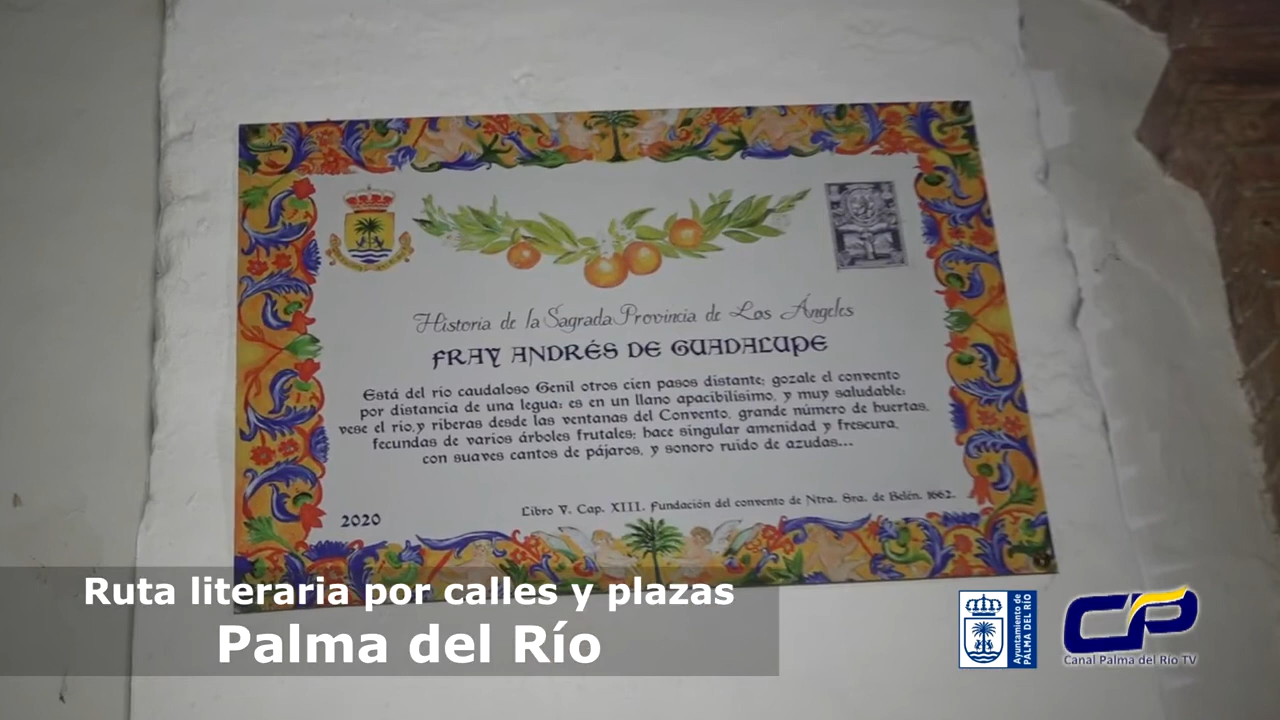 Historia de la Sagrada Provincia de Los Ángeles
FRAY ANDRÉS DE GUADALUPE
Está del río caudaloso Genil otros cien pasos distante; gozale el convento
por distancia de una legua; es en un llano apacibilísimo, y muy saludable;
vese el río,y riberas desde las ventanas del Convento, grande número de huertas,
fecundas de varios árboles frutales; hace singular amenidad y frescura,
con suaves cantos de pájaros, y sonoro ruido de azudas...
Libro V. Cap. XIII. Fundación del convento de Ntra. Sra. de Belén. 1662.
2020
Ruta literaria por calles y plazas
Palma del Río
Ayuntamiento de
PALMA DEL RÍO
CP
Canal Palma del Río TV